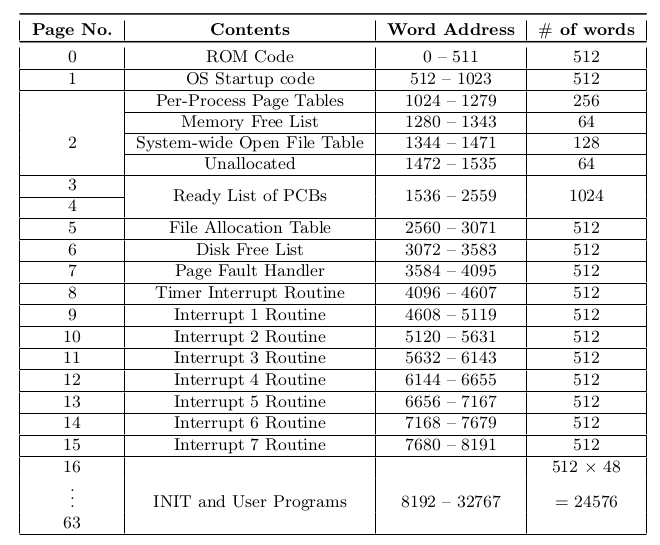 Page No. Contents Word Address # of words
0 ROM Code 0 – 511 512
1 OS Startup code 512 – 1023 512
Per-Process Page Tables 1024 – 1279 256
Memory Free List 1280 – 1343 64
2 System-wide Open File Table 1344 – 1471 128
Unallocated 1472 – 1535 64
3
Ready List of PCBs 1536 – 2559 1024
4
5 File Allocation Table 2560 – 3071 512
6 Disk Free List 3072 – 3583 512
7 Page Fault Handler 3584 – 4095 512
8 Timer Interrupt Routine 4096 – 4607 512
9 Interrupt 1 Routine 4608 – 5119 512
10 Interrupt 2 Routine 5120 – 5631 512
11 Interrupt 3 Routine 5632 – 6143 512
12 Interrupt 4 Routine 6144 – 6655 512
13 Interrupt 5 Routine 6656 – 7167 512
14 Interrupt 6 Routine 7168 – 7679 512
15 Interrupt 7 Routine 7680 – 8191 512
16 512 × 48
⋮ INIT and User Programs 8192 – 32767 = 24576
63